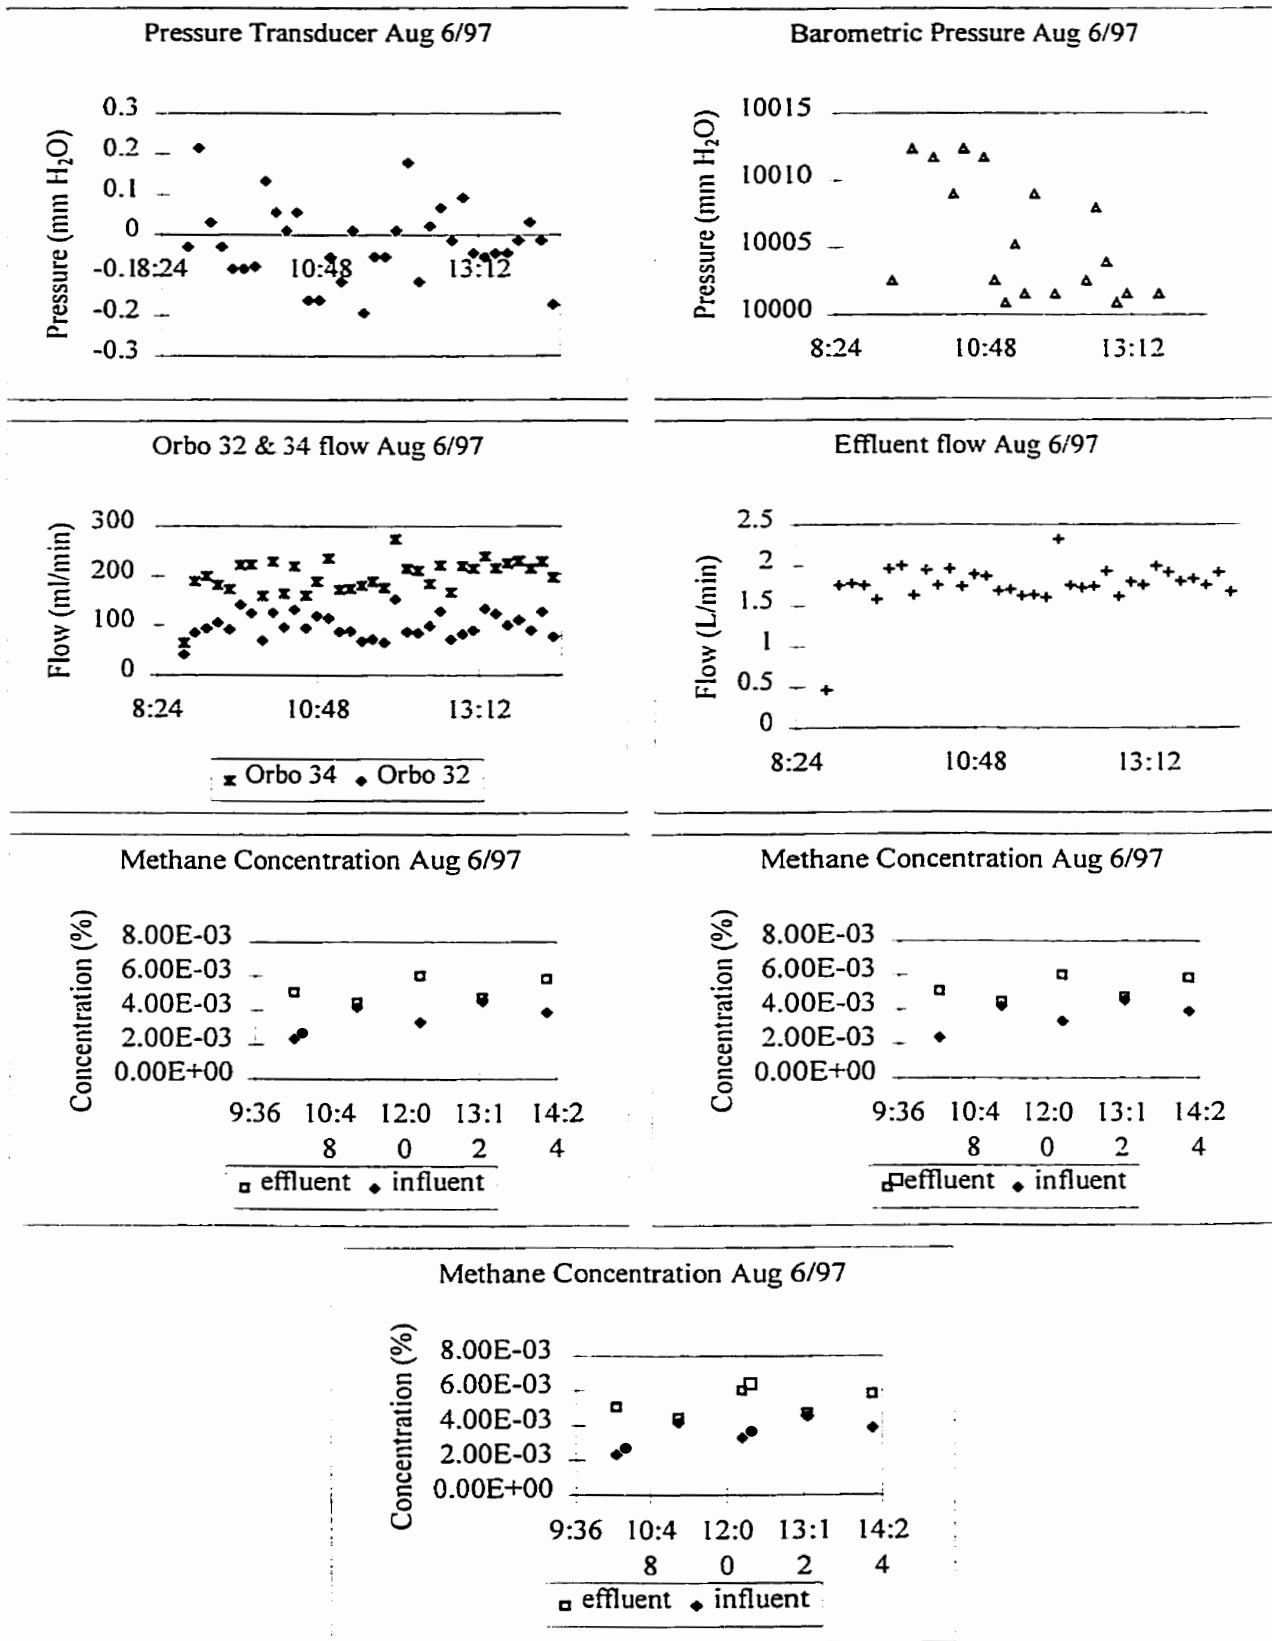 Pressure Transducer Aug 6/97
Pressure (mm H₂O)
0.3
0.2
0.1
0
-0.1
-0.2
-0.3
8:24 10:48 13:12
Barometric Pressure Aug 6/97
Pressure (mm H₂O)
10015
10010
10005
10000
8:24 10:48 13:12
Orbo 32 & 34 flow Aug 6/97
Flow (ml/min)
300
200
100
0
8:24 10:48 13:12
Orbo 34 Orbo 32
Effluent flow Aug 6/97
Flow (L/min)
2.5
2
1.5
1
0.5
0
8:24 10:48 13:12
Methane Concentration Aug 6/97
Concentration (%)
8.00E-03
6.00E-03
4.00E-03
2.00E-03
0.00E+00
9:36 10:4 12:0 13:1 14:2
8 0 2 4
effluent influent
Methane Concentration Aug 6/97
Concentration (%)
8.00E-03
6.00E-03
4.00E-03
2.00E-03
0.00E+00
9:36 10:4 12:0 13:1 14:2
8 0 2 4
effluent influent
Methane Concentration Aug 6/97
Concentration (%)
8.00E-03
6.00E-03
4.00E-03
2.00E-03
0.00E+00
9:36 10:4 12:0 13:1 14:2
8 0 2 4
effluent influent